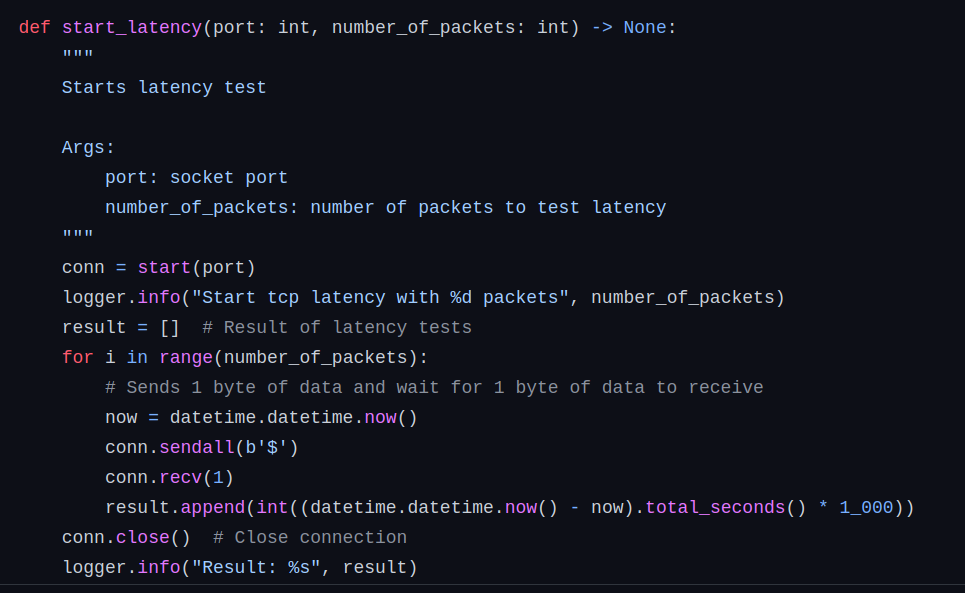 def start_latency(port: int, number_of_packets: int) -> None:
    """
    Starts latency test

    Args:
        port: socket port
        number_of_packets: number of packets to test latency
    """
    conn = start(port)
    logger.info("Start tcp latency with %d packets", number_of_packets)
    result = []  # Result of latency tests
    for i in range(number_of_packets):
        # Sends 1 byte of data and wait for 1 byte of data to receive
        now = datetime.datetime.now()
        conn.sendall(b'$')
        conn.recv(1)
        result.append(int((datetime.datetime.now() - now).total_seconds() * 1_000))
    conn.close()  # Close connection
    logger.info("Result: %s", result)